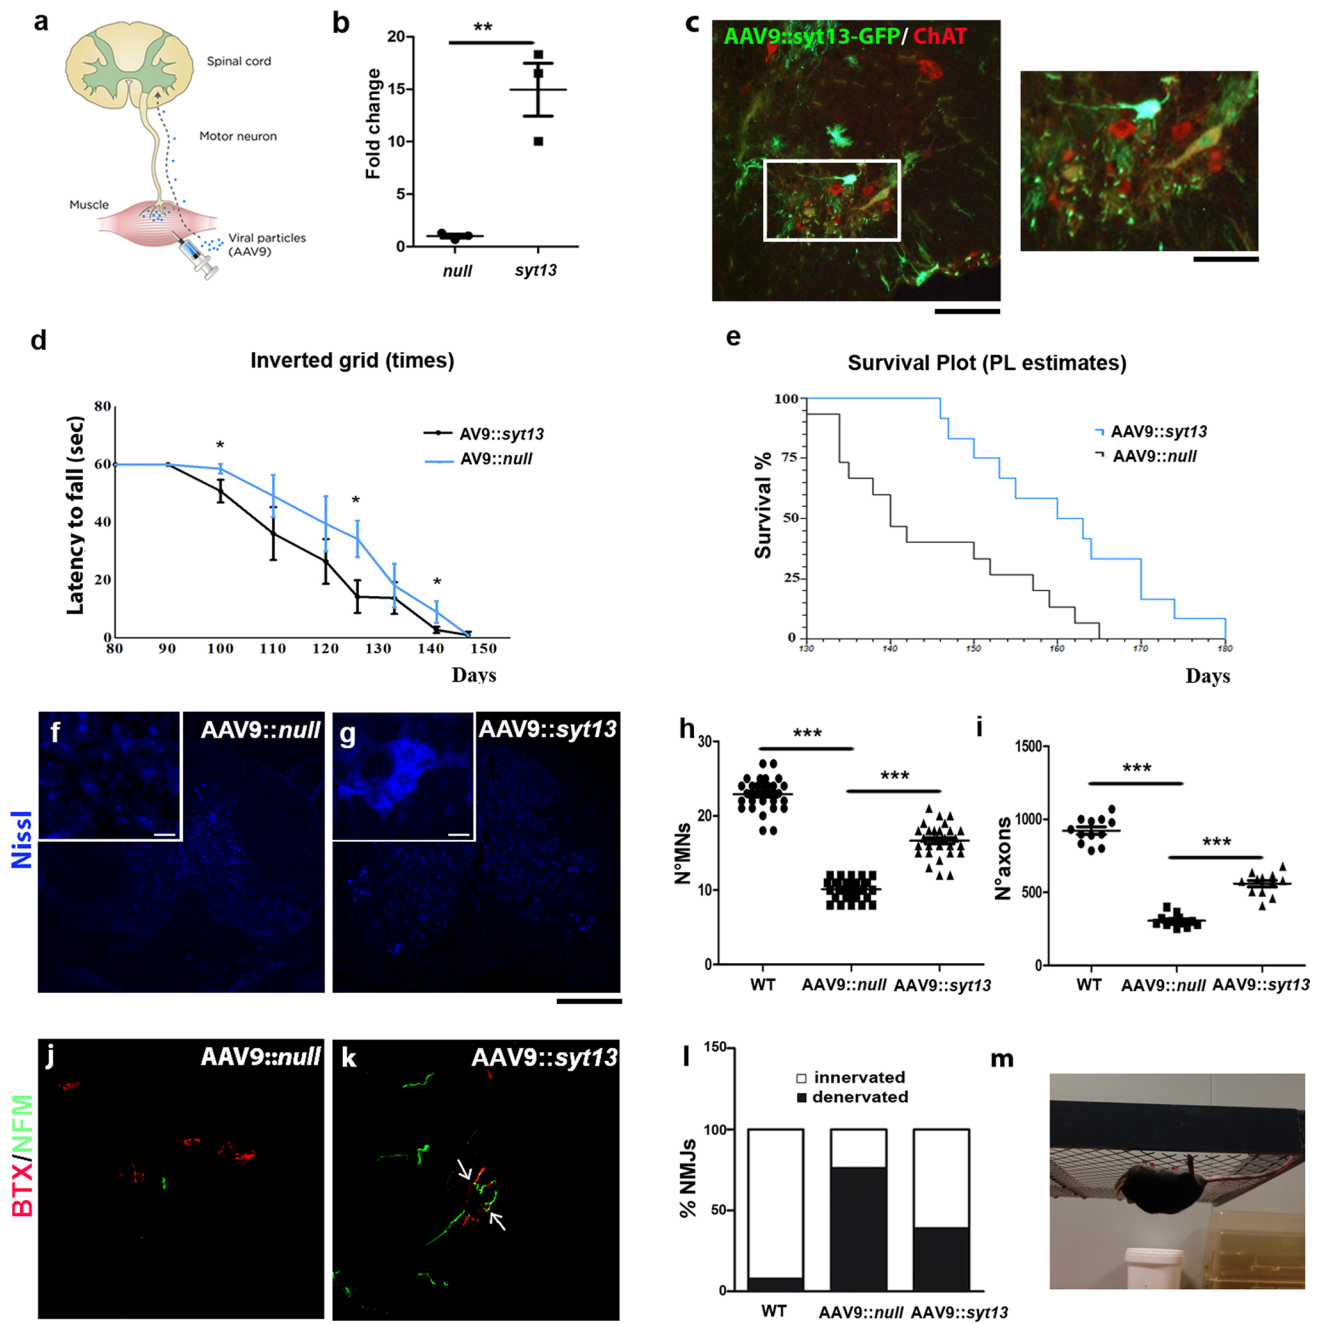 a
Spinal cord
Motor neuron
Muscle
Viral particles
(AAV9)
b
**
Fold change
20
15
10
5
0
null
syt13
c
AAV9::syt13-GFP/ ChAT
d
Inverted grid (times)
Latency to fall (sec)
80
60
40
20
0
*
*
*
AV9::syt13
AV9::null
80 90 100 110 120 130 140 150
Days
e
Survival Plot (PL estimates)
Survival %
100
75
50
25
0
AAV9::syt13
AAV9::null
130 140 150 160 170 180
Days
Nissl
f
AAV9::null
g
AAV9::syt13
h
N°MNs
30
20
10
0
***
***
WT AAV9::null AAV9::syt13
i
N°axons
1500
1000
500
0
***
***
WT AAV9::null AAV9::syt13
BTX/NFM
j
AAV9::null
k
AAV9::syt13
l
% NMJs
150
100
50
0
innervated
denervated
WT AAV9::null AAV9::syt13
m